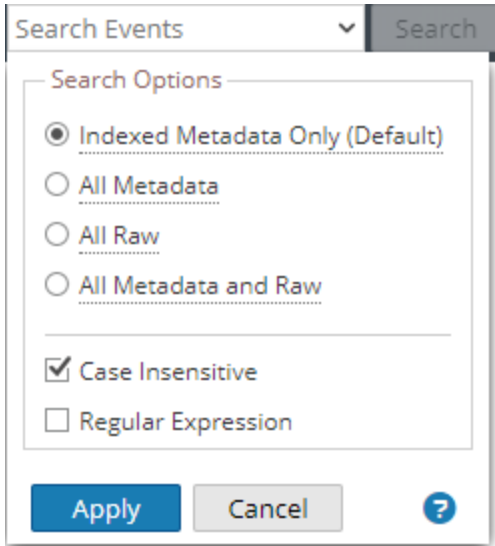 Search Events
Search
Search Options
Indexed Metadata Only (Default)
All Metadata
All Raw
All Metadata and Raw
Case Insensitive
Regular Expression
Apply
Cancel
?